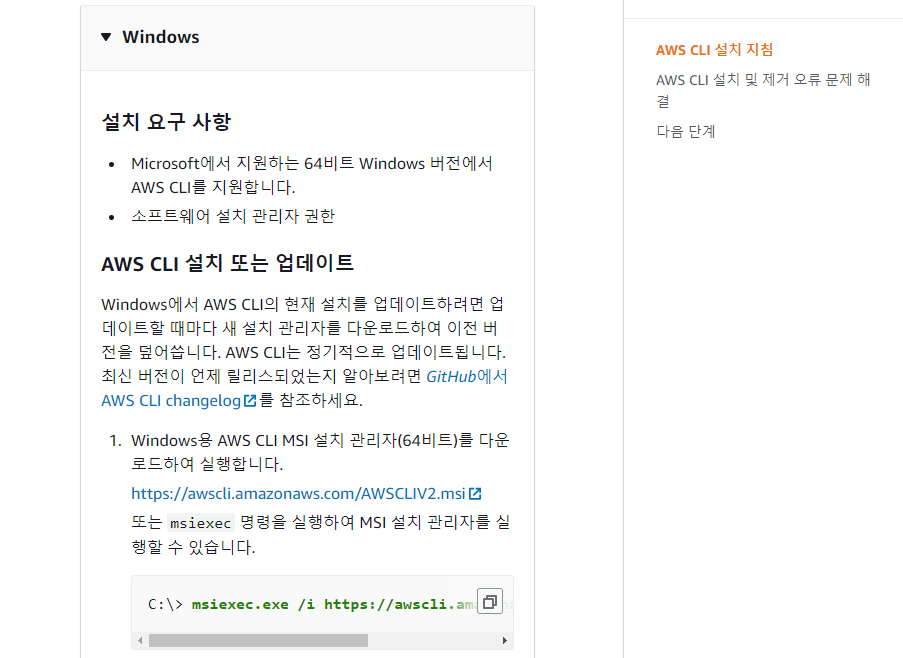 Windows
설치 요구 사항
Microsoft에서 지원하는 64비트 Windows 버전에서
AWS CLI를 지원합니다.
소프트웨어 설치 관리자 권한
AWS CLI 설치 또는 업데이트
Windows에서 AWS CLI의 현재 설치를 업데이트하려면 업
데이트할 때마다 새 설치 관리자를 다운로드하여 이전 버
전을 덮어씁니다. AWS CLI는 정기적으로 업데이트됩니다.
최신 버전이 언제 릴리스되었는지 알아보려면 GitHub에서
AWS CLI changelog를 참조하세요.
1. Windows용 AWS CLI MSI 설치 관리자(64비트)를 다운
로드하여 실행합니다.
https://awscli.amazonaws.com/AWSCLIV2.msi
또는 msiexec 명령을 실행하여 MSI 설치 관리자를 실
행할 수 있습니다.
C:\> msiexec.exe /i https://awscli.am
AWS CLI 설치 지침
AWS CLI 설치 및 제거 오류 문제 해
결
다음 단계